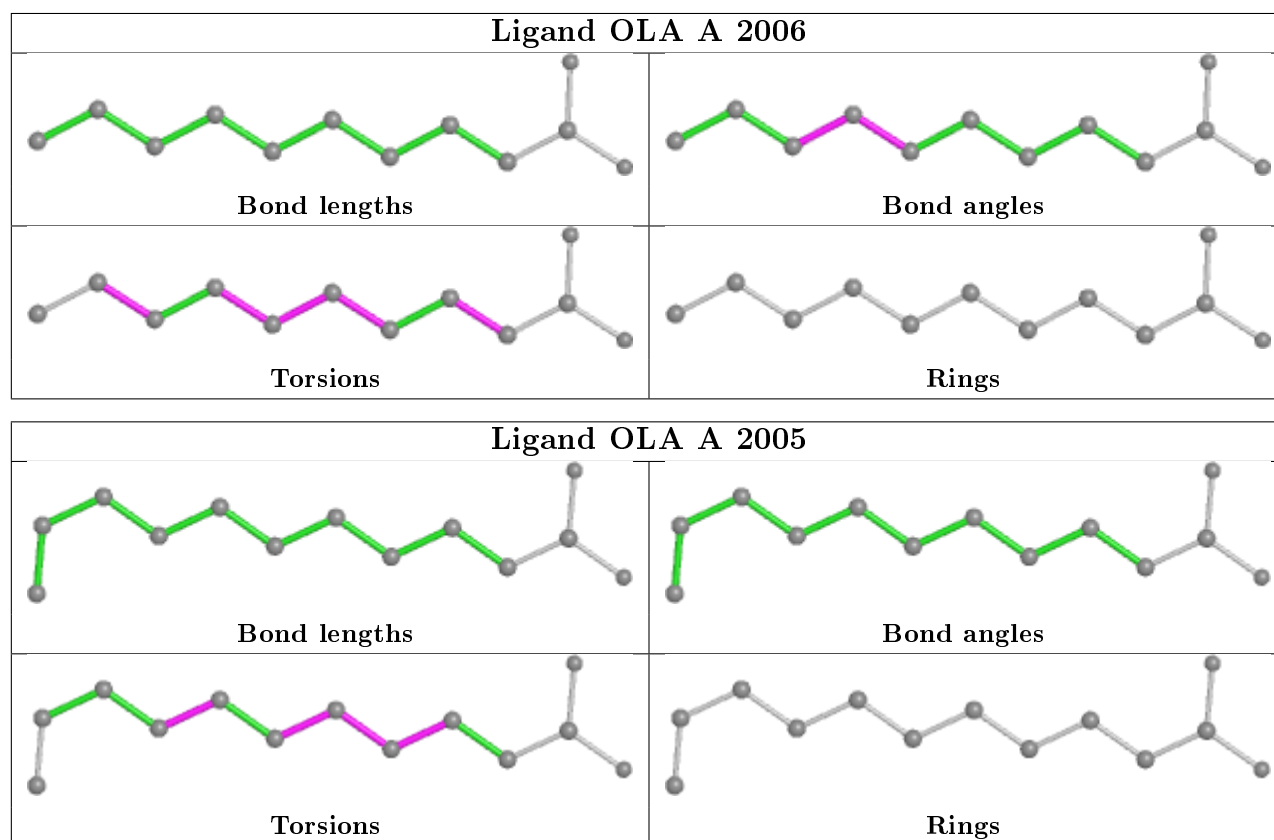 Ligand OLA A 2006
Bond lengths
Bond angles
Torsions
Rings
Ligand OLA A 2005
Bond lengths
Bond angles
Torsions
Rings